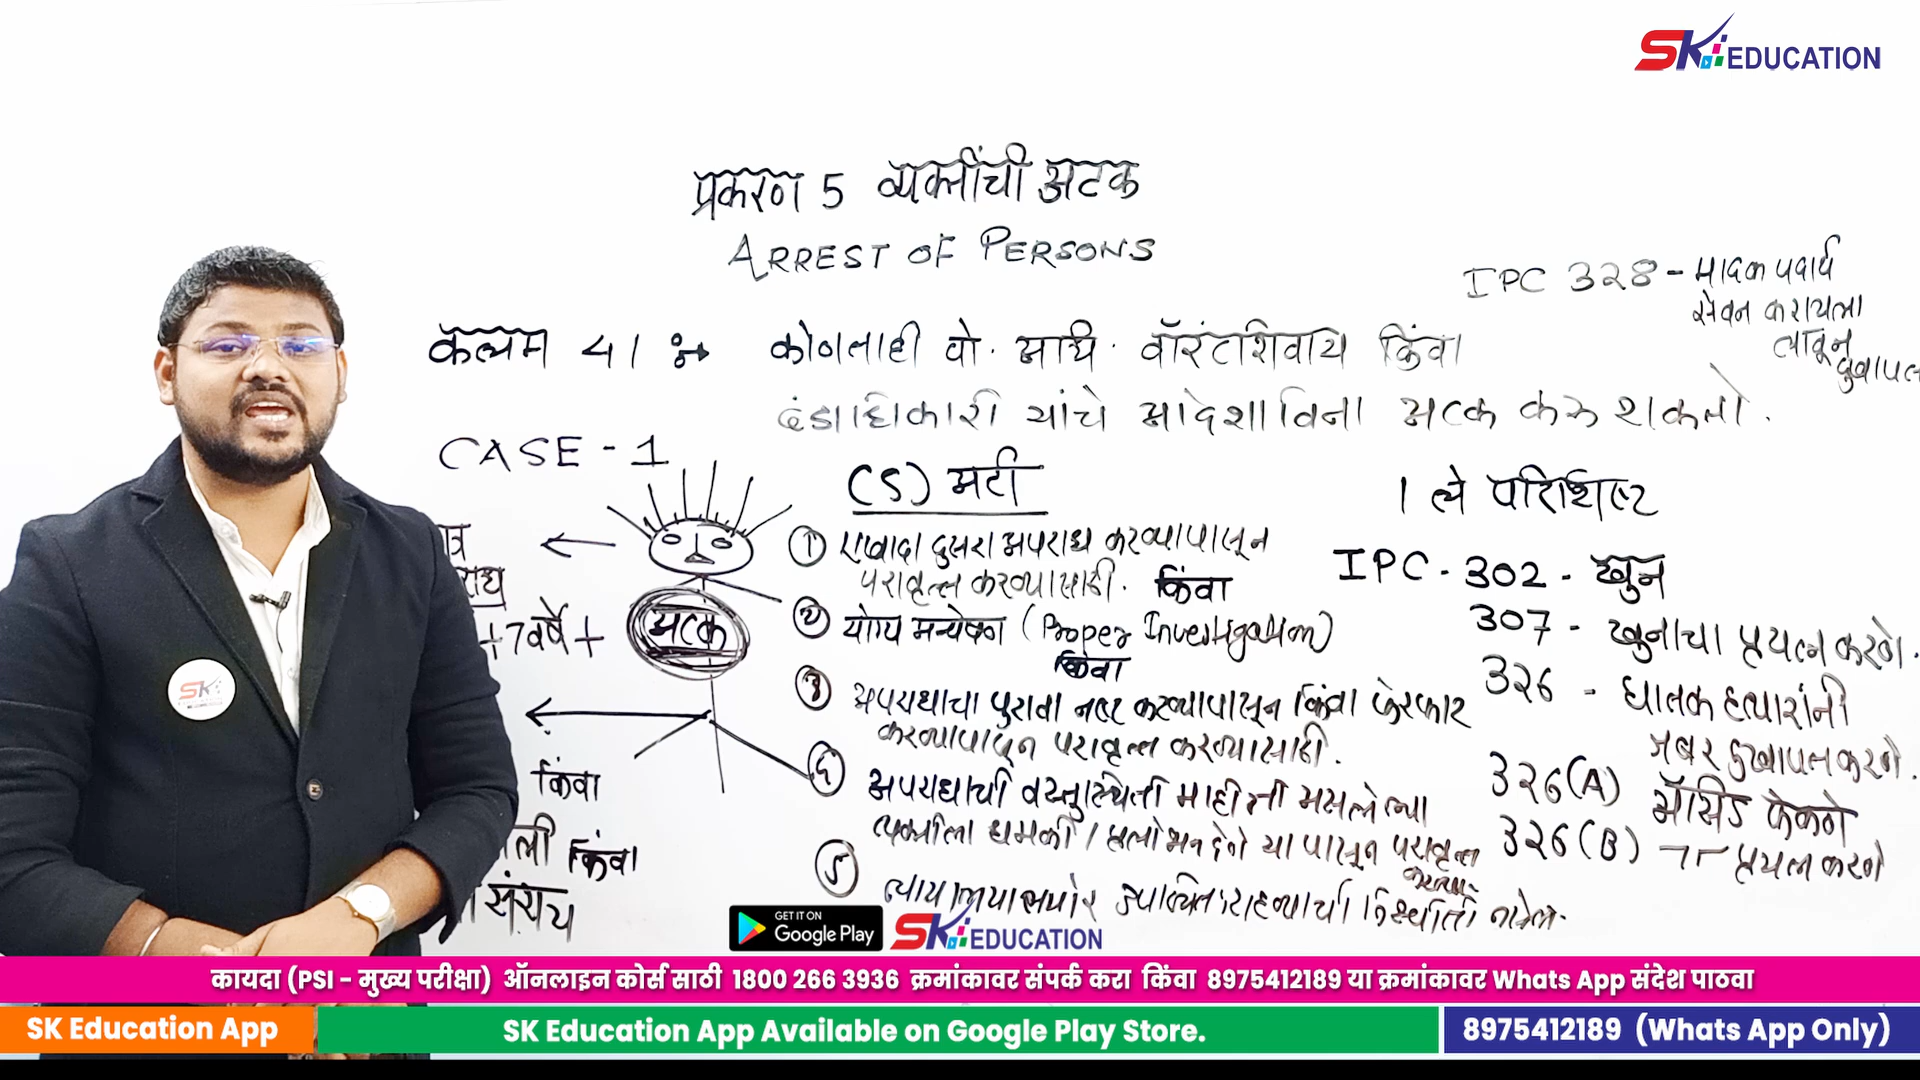 SK EDUCATION
प्रकरण 5 व्यक्तींची अटक
ARREST OF PERSONS
IPC 328 - मादक पदार्थ
सेवन करायला
लावून
दुखापत
कलम 41 :→ कोणताही पो. अधि. वॉरंटशिवाय किंवा
दंडाधिकारी यांचे आदेशाविना अटक करू शकतो.
CASE - 1
(5) अटी
1 ले परिशिष्ट
① एखादा दुसरा अपराध करण्यापासून
परावृत्त करण्यासाठी. किंवा
② योग्य अन्वेषण (Proper Investigation)
किंवा
③ अपराधाचा पुरावा नष्ट करण्यापासून किंवा फेरफार
करण्यापासून परावृत्त करण्यासाठी.
अपराधाची वस्तुस्थिती माहिती असलेल्या
व्यक्तीला धमकी / प्रलोभन देणे यापासून परावृत्त
न्यायालयासमोर उपस्थित राहण्याची निश्चिती नसेल.
अटक
+7 वर्षे +
किंवा
किंवा
संशय
IPC - 302 - खुन
307 - खुनाचा प्रयत्न करणे.
326 - घातक हत्यारांनी
जबर दुखापत करणे.
326(A) ॲसिड फेकणे
326(B) ⁠¬⁠⌐ प्रयत्न करणे
SK
GET IT ON
Google Play
SK EDUCATION
कायदा (PSI - मुख्य परीक्षा) ऑनलाइन कोर्स साठी 1800 266 3936 क्रमांकावर संपर्क करा किंवा 8975412189 या क्रमांकावर Whats App संदेश पाठवा
SK Education App
SK Education App Available on Google Play Store.
8975412189 (Whats App Only)